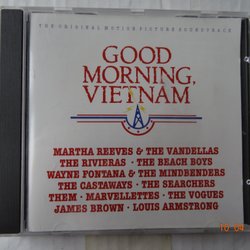 THE ORIGINAL MOTION PICTURE SOUNDTRACK
GOOD
MORNING,
VIETNAM
MARTHA REEVES & THE VANDELLAS
THE RIVIERAS · THE BEACH BOYS
WAYNE FONTANA & THE MINDBENDERS
THE CASTAWAYS · THE SEARCHERS
THEM · MARVELLETTES · THE VOGUES
JAMES BROWN · LOUIS ARMSTRONG